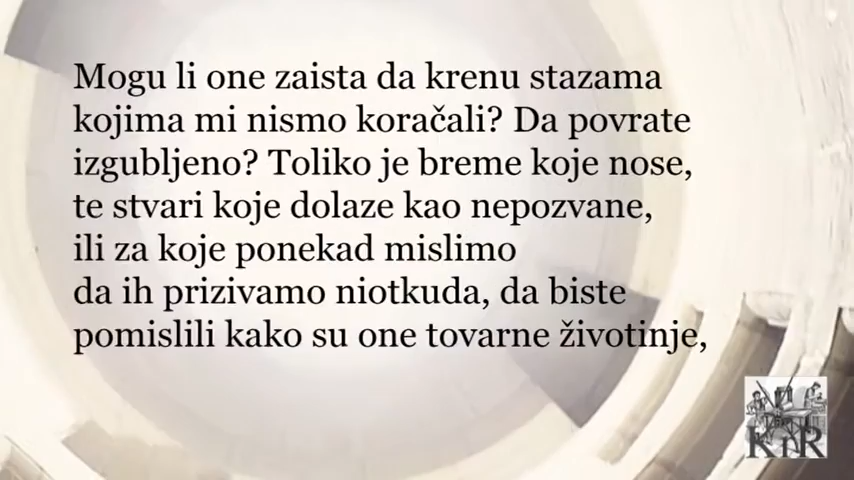 Mogu li one zaista da krenu stazama
kojima mi nismo koračali? Da povrate
izgubljeno? Toliko je breme koje nose,
te stvari koje dolaze kao nepozvane,
ili za koje ponekad mislimo
da ih prizivamo niotkuda, da biste
pomislili kako su one tovarne životinje,
KnR